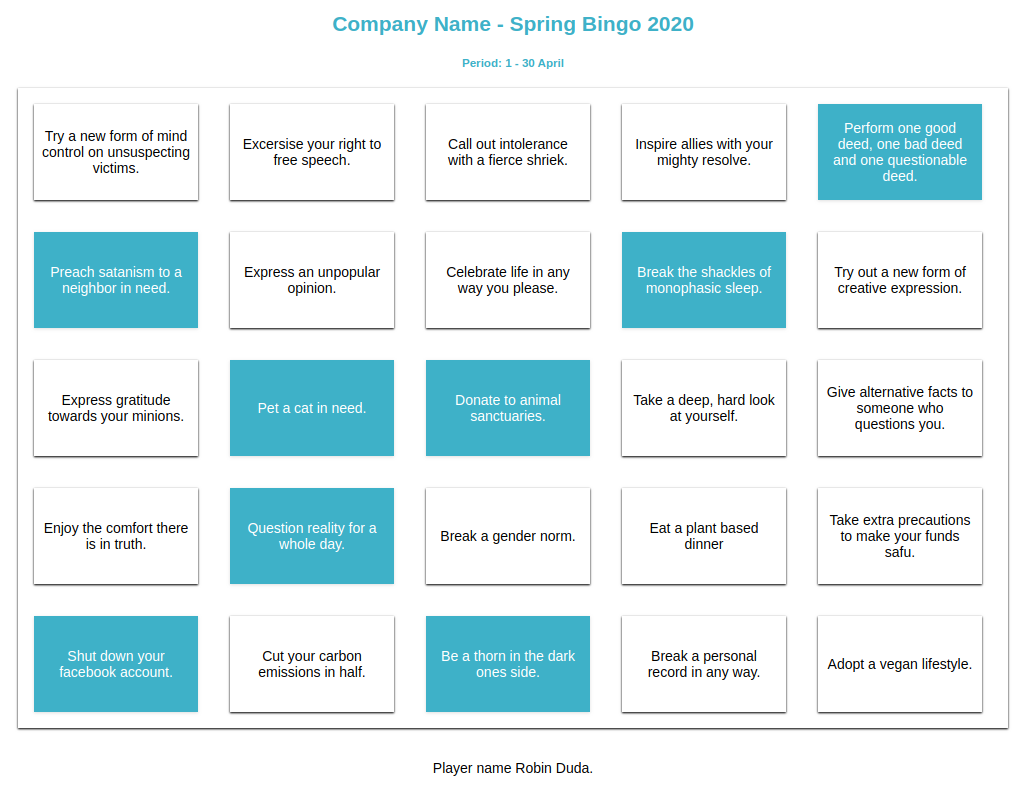 Company Name - Spring Bingo 2020
Period: 1 - 30 April
Try a new form of mind
control on unsuspecting
victims.
Excersise your right to
free speech.
Call out intolerance
with a fierce shriek.
Inspire allies with your
mighty resolve.
Perform one good
deed, one bad deed
and one questionable
deed.
Preach satanism to a
neighbor in need.
Express an unpopular
opinion.
Celebrate life in any
way you please.
Break the shackles of
monophasic sleep.
Try out a new form of
creative expression.
Express gratitude
towards your minions.
Pet a cat in need.
Donate to animal
sanctuaries.
Take a deep, hard look
at yourself.
Give alternative facts to
someone who
questions you.
Enjoy the comfort there
is in truth.
Question reality for a
whole day.
Break a gender norm.
Eat a plant based
dinner
Take extra precautions
to make your funds
safu.
Shut down your
facebook account.
Cut your carbon
emissions in half.
Be a thorn in the dark
ones side.
Break a personal
record in any way.
Adopt a vegan lifestyle.
Player name Robin Duda.